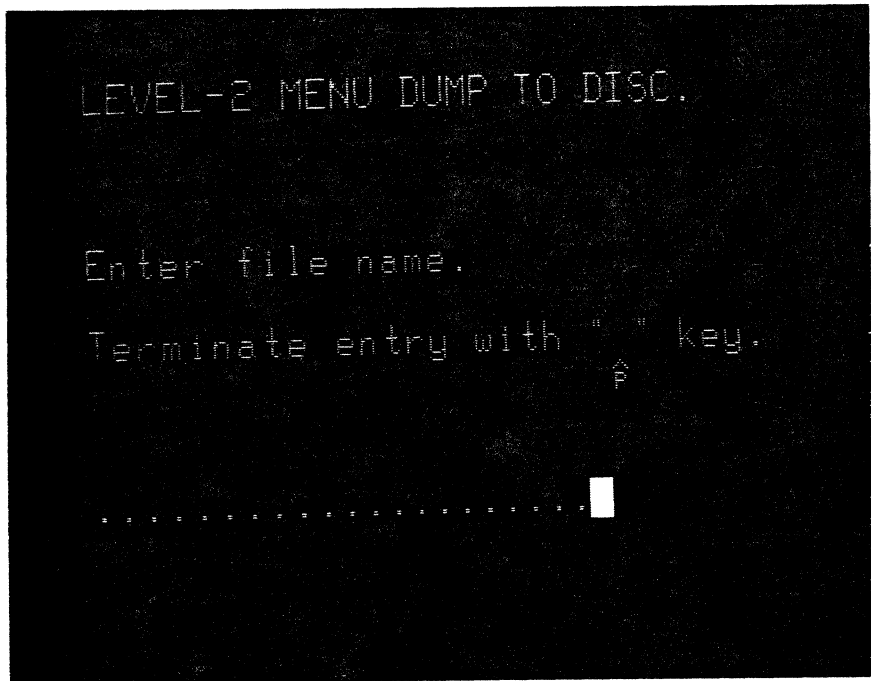 LEVEL-2 MENU DUMP TO DISC.
Enter file name.
Terminate entry with " " key.
P̂
....................